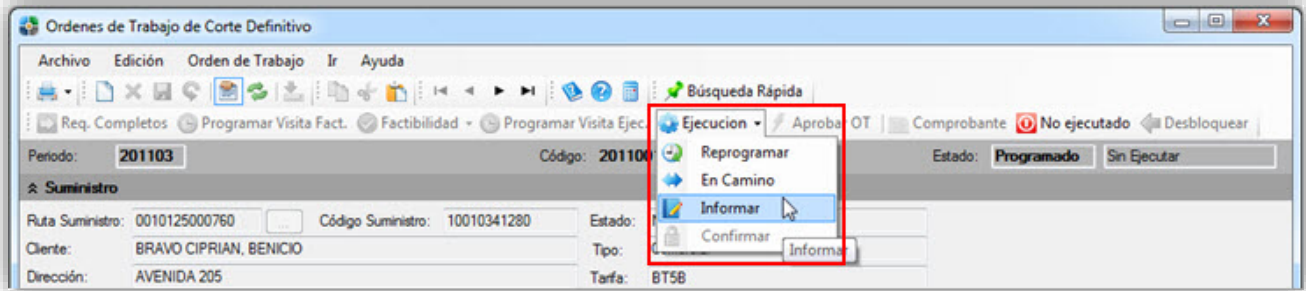 Ordenes de Trabajo de Corte Definitivo
Archivo Edición Orden de Trabajo Ir Ayuda
Búsqueda Rápida
Req. Completos Programar Visita Fact. Factibilidad Programar Visita Ejec. Ejecucion Aprobar OT Comprobante No ejecutado Desbloquear
Periodo: 201103 Código: Estado: Programado Sin Ejecutar
Reprogramar
En Camino
Informar
Confirmar
Informar
Suministro
Ruta Suministro: 0010125000760 ... Código Suministro: 10010341280 Estado:
Cliente: BRAVO CIPRIAN, BENICIO Tipo:
Dirección: AVENIDA 205 Tarifa: BT5B